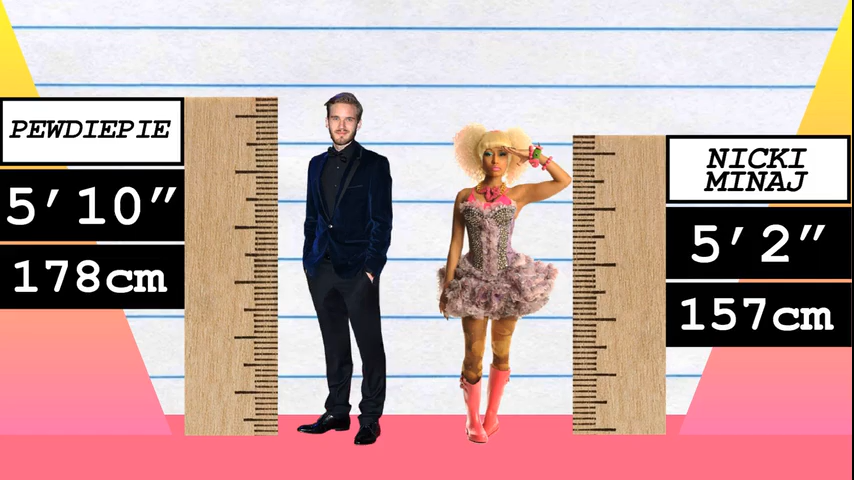 PEWDIEPIE
5′10″
178cm
NICKI
MINAJ
5′2″
157cm